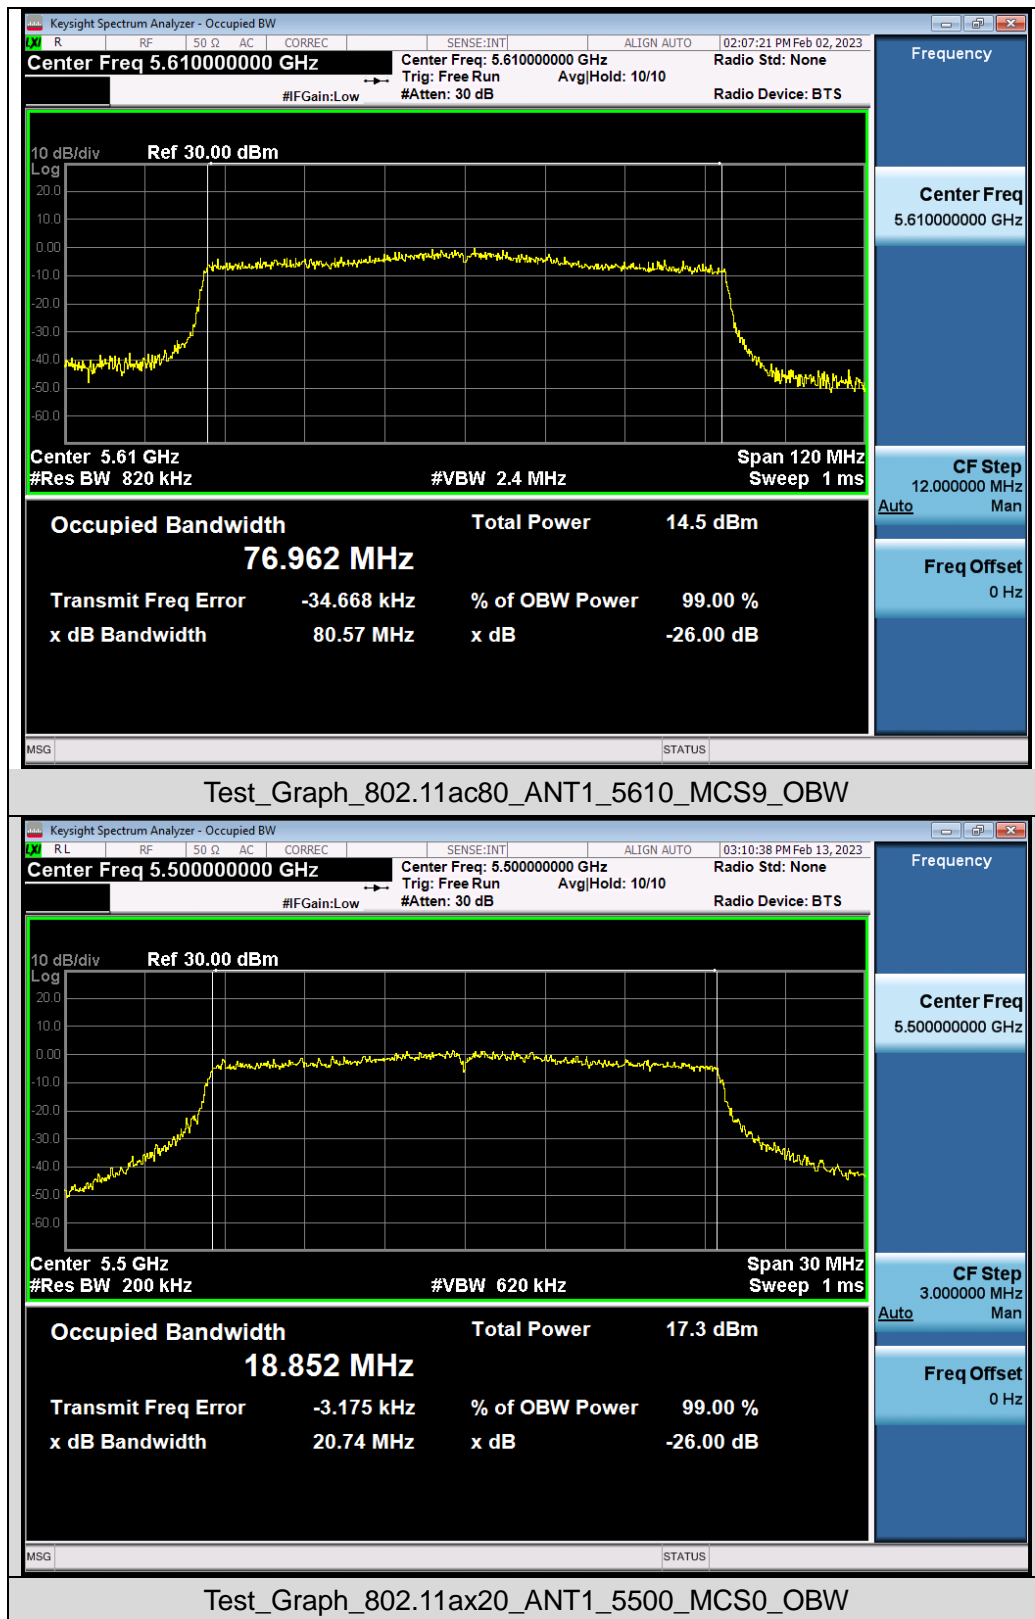 Keysight Spectrum Analyzer - Occupied BW
LXI R RF 50 Ω AC CORREC SENSE:INT ALIGN AUTO 02:07:21 PM Feb 02, 2023
Center Freq 5.610000000 GHz
Center Freq: 5.610000000 GHz Radio Std: None
Trig: Free Run Avg|Hold: 10/10
#IFGain:Low #Atten: 30 dB Radio Device: BTS
Frequency
10 dB/div Ref 30.00 dBm
Log
20.0
10.0
0.00
-10.0
-20.0
-30.0
-40.0
-50.0
-60.0
Center 5.61 GHz Span 120 MHz
#Res BW 820 kHz #VBW 2.4 MHz Sweep 1 ms
Center Freq
5.610000000 GHz
CF Step
12.000000 MHz
Auto Man
Freq Offset
0 Hz
Occupied Bandwidth Total Power 14.5 dBm
76.962 MHz
Transmit Freq Error -34.668 kHz % of OBW Power 99.00 %
x dB Bandwidth 80.57 MHz x dB -26.00 dB
MSG STATUS
Test_Graph_802.11ac80_ANT1_5610_MCS9_OBW
Keysight Spectrum Analyzer - Occupied BW
LXI R L RF 50 Ω AC CORREC SENSE:INT ALIGN AUTO 03:10:38 PM Feb 13, 2023
Center Freq 5.500000000 GHz
Center Freq: 5.500000000 GHz Radio Std: None
Trig: Free Run Avg|Hold: 10/10
#IFGain:Low #Atten: 30 dB Radio Device: BTS
Frequency
10 dB/div Ref 30.00 dBm
Log
20.0
10.0
0.00
-10.0
-20.0
-30.0
-40.0
-50.0
-60.0
Center 5.5 GHz Span 30 MHz
#Res BW 200 kHz #VBW 620 kHz Sweep 1 ms
Center Freq
5.500000000 GHz
CF Step
3.000000 MHz
Auto Man
Freq Offset
0 Hz
Occupied Bandwidth Total Power 17.3 dBm
18.852 MHz
Transmit Freq Error -3.175 kHz % of OBW Power 99.00 %
x dB Bandwidth 20.74 MHz x dB -26.00 dB
MSG STATUS
Test_Graph_802.11ax20_ANT1_5500_MCS0_OBW